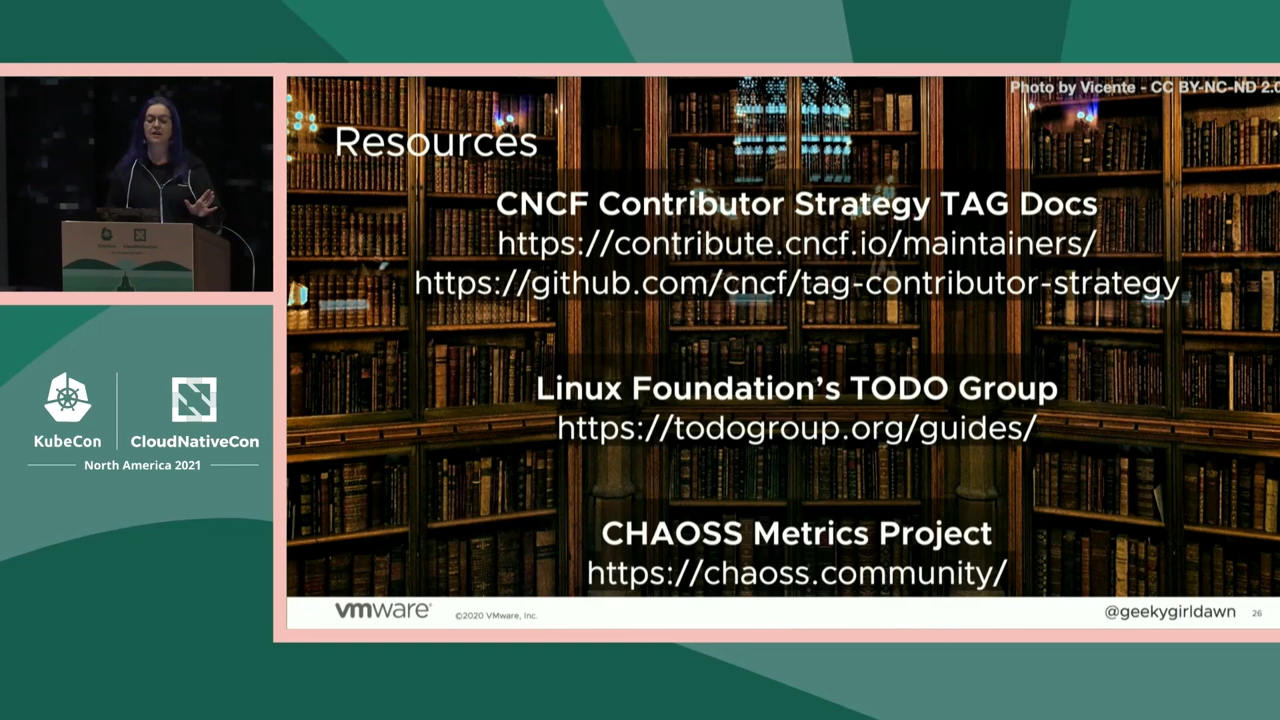 Photo by Vicente - CC BY-NC-ND 2.0
Resources
CNCF Contributor Strategy TAG Docs
https://contribute.cncf.io/maintainers/
https://github.com/cncf/tag-contributor-strategy
Linux Foundation’s TODO Group
https://todogroup.org/guides/
CHAOSS Metrics Project
https://chaoss.community/
vmware®
©2020 VMware, Inc.
@geekygirldawn
26
KubeCon
CloudNativeCon
North America 2021